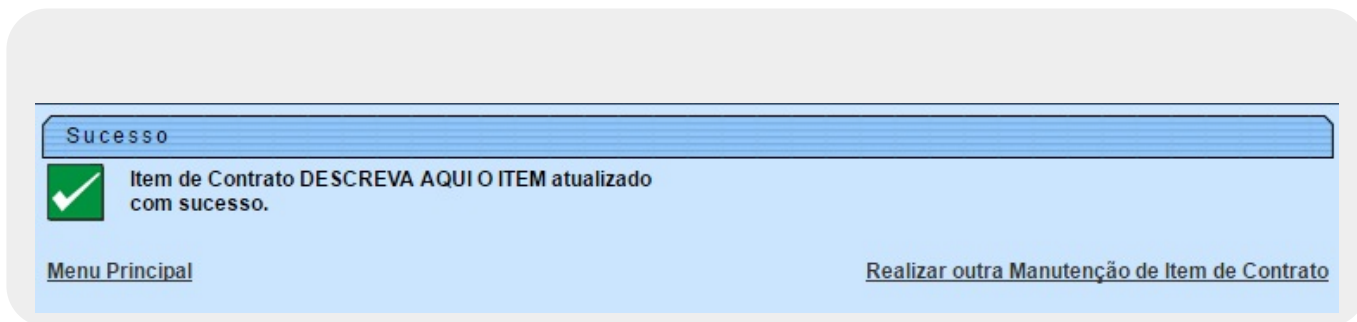 Sucesso
Item de Contrato DESCREVA AQUI O ITEM atualizado
com sucesso.
Menu Principal
Realizar outra Manutenção de Item de Contrato